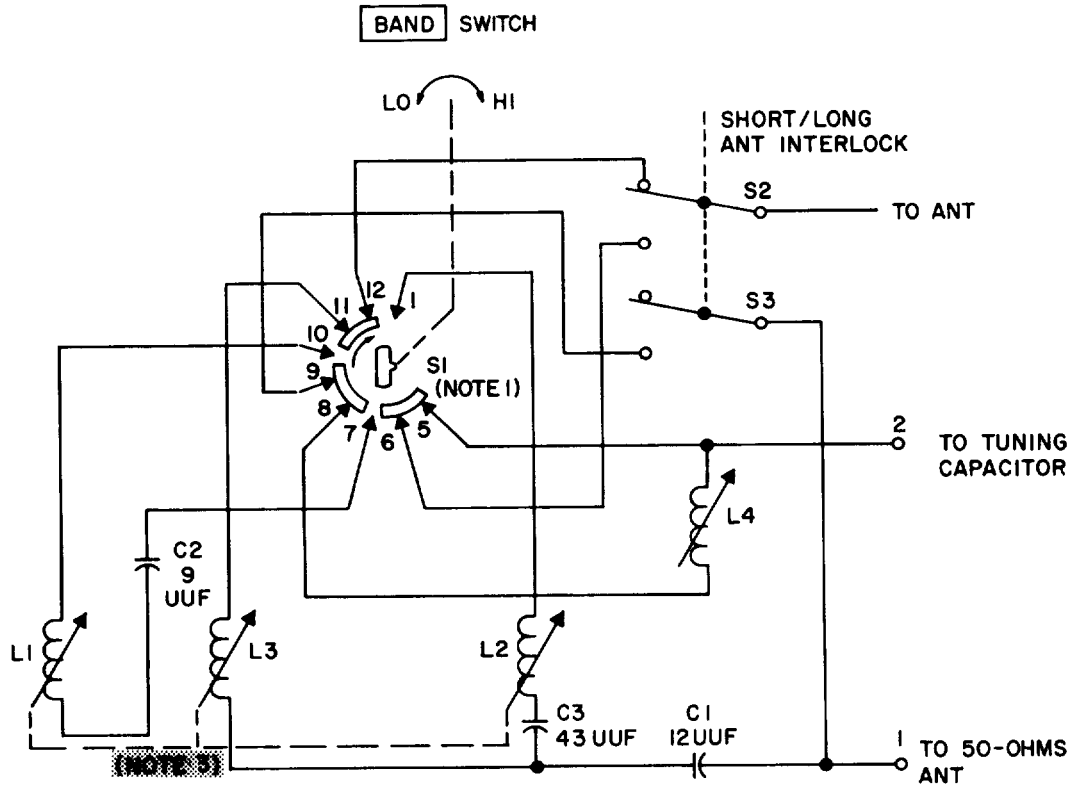 BAND SWITCH
LO HI
SHORT/LONG
ANT INTERLOCK
S2
TO ANT
S3
12
1
11
10
9
8
7
6
5
S1
(NOTE 1)
2
TO TUNING
CAPACITOR
L4
C2
9
UUF
L1
L3
L2
C3
43 UUF
C1
12UUF
1
TO 50-OHMS
ANT
(NOTE 3)